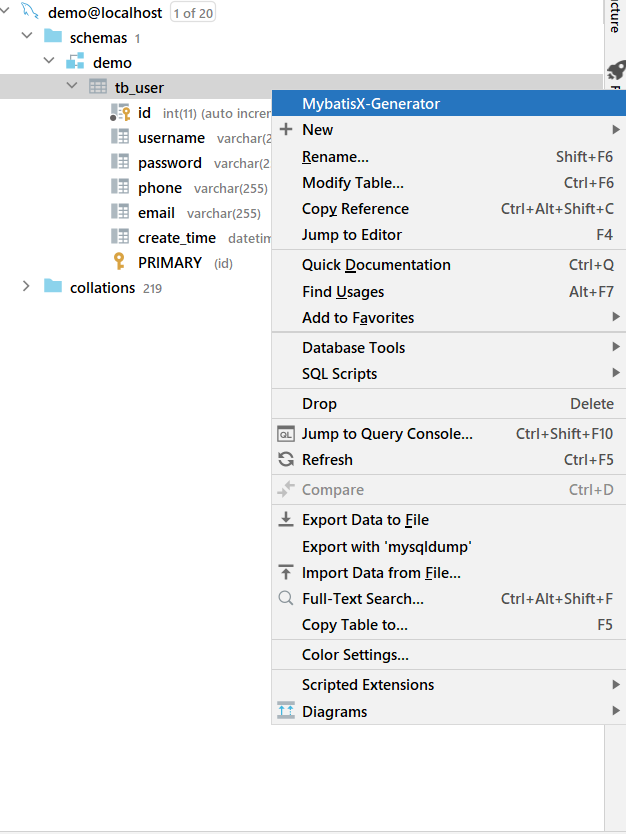 demo@localhost 1 of 20
schemas 1
demo
tb_user
id int(11) (auto increr
username varchar(2
password varchar(2
phone varchar(255)
email varchar(255)
create_time datetim
PRIMARY (id)
collations 219
MybatisX-Generator
New
Rename... Shift+F6
Modify Table... Ctrl+F6
Copy Reference Ctrl+Alt+Shift+C
Jump to Editor F4
Quick Documentation Ctrl+Q
Find Usages Alt+F7
Add to Favorites
Database Tools
SQL Scripts
Drop Delete
QL Jump to Query Console... Ctrl+Shift+F10
Refresh Ctrl+F5
Compare Ctrl+D
Export Data to File
Export with 'mysqldump'
Import Data from File...
Full-Text Search... Ctrl+Alt+Shift+F
Copy Table to... F5
Color Settings...
Scripted Extensions
Diagrams
cture